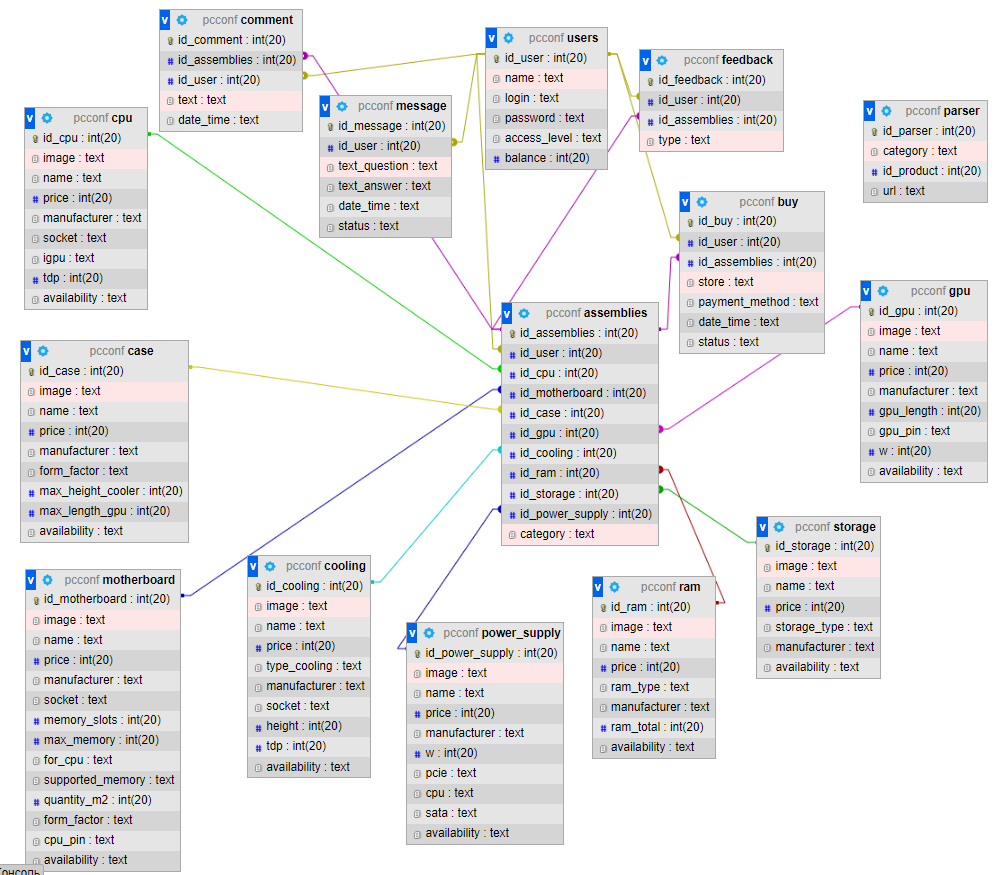 pcconf comment
id_comment : int(20)
id_assemblies : int(20)
id_user : int(20)
text : text
date_time : text
pcconf users
id_user : int(20)
name : text
login : text
password : text
access_level : text
balance : int(20)
pcconf feedback
id_feedback : int(20)
id_user : int(20)
id_assemblies : int(20)
type : text
pcconf parser
id_parser : int(20)
category : text
id_product : int(20)
url : text
pcconf cpu
id_cpu : int(20)
image : text
name : text
price : int(20)
manufacturer : text
socket : text
igpu : text
tdp : int(20)
availability : text
pcconf message
id_message : int(20)
id_user : int(20)
text_question : text
text_answer : text
date_time : text
status : text
pcconf buy
id_buy : int(20)
id_user : int(20)
id_assemblies : int(20)
store : text
payment_method : text
date_time : text
status : text
pcconf assemblies
id_assemblies : int(20)
id_user : int(20)
id_cpu : int(20)
id_motherboard : int(20)
id_case : int(20)
id_gpu : int(20)
id_cooling : int(20)
id_ram : int(20)
id_storage : int(20)
id_power_supply : int(20)
category : text
pcconf gpu
id_gpu : int(20)
image : text
name : text
price : int(20)
manufacturer : text
gpu_length : int(20)
gpu_pin : text
w : int(20)
availability : text
pcconf case
id_case : int(20)
image : text
name : text
price : int(20)
manufacturer : text
form_factor : text
max_height_cooler : int(20)
max_length_gpu : int(20)
availability : text
pcconf motherboard
id_motherboard : int(20)
image : text
name : text
price : int(20)
manufacturer : text
socket : text
memory_slots : int(20)
max_memory : int(20)
for_cpu : text
supported_memory : text
quantity_m2 : int(20)
form_factor : text
cpu_pin : text
availability : text
pcconf cooling
id_cooling : int(20)
image : text
name : text
price : int(20)
type_cooling : text
manufacturer : text
socket : text
height : int(20)
tdp : int(20)
availability : text
pcconf power_supply
id_power_supply : int(20)
image : text
name : text
price : int(20)
manufacturer : text
w : int(20)
pcie : text
cpu : text
sata : text
availability : text
pcconf ram
id_ram : int(20)
image : text
name : text
price : int(20)
ram_type : text
manufacturer : text
ram_total : int(20)
availability : text
pcconf storage
id_storage : int(20)
image : text
name : text
price : int(20)
storage_type : text
manufacturer : text
availability : text